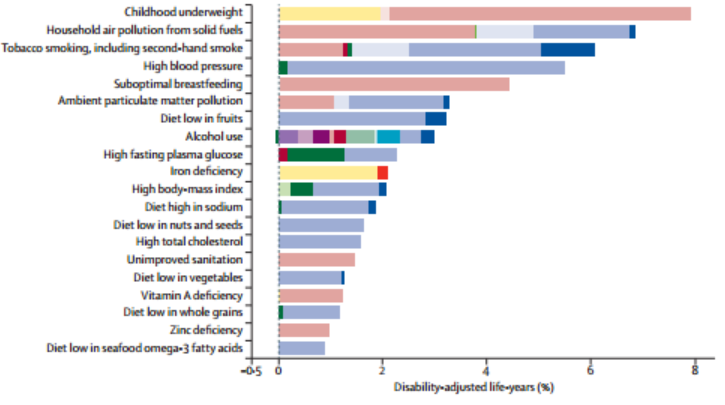 Childhood underweight
Household air pollution from solid fuels
Tobacco smoking, including second-hand smoke
High blood pressure
Suboptimal breastfeeding
Ambient particulate matter pollution
Diet low in fruits
Alcohol use
High fasting plasma glucose
Iron deficiency
High body-mass index
Diet high in sodium
Diet low in nuts and seeds
High total cholesterol
Unimproved sanitation
Diet low in vegetables
Vitamin A deficiency
Diet low in whole grains
Zinc deficiency
Diet low in seafood omega-3 fatty acids
-0·5 0 2 4 6 8
Disability-adjusted life-years (%)